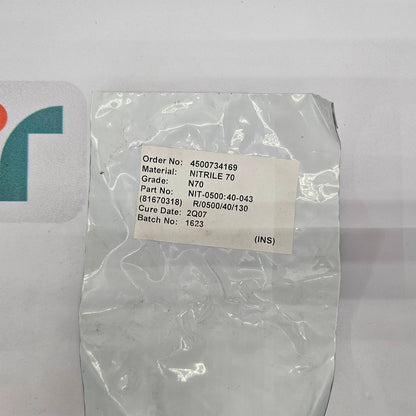 Order No: 4500734169
Material: NITRILE 70
Grade: N70
Part No: NIT-0500:40-043
(81670318) R/0500/40/130
Cure Date: 2Q07
Batch No: 1623
(INS)